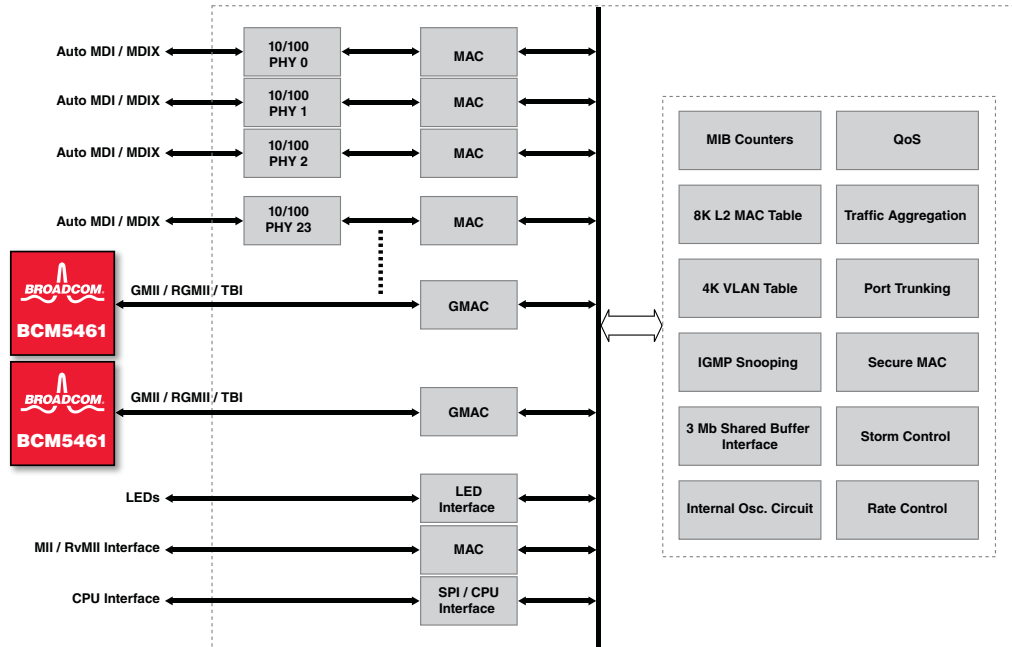 Auto MDI / MDIX
10/100
PHY 0
MAC
Auto MDI / MDIX
10/100
PHY 1
MAC
Auto MDI / MDIX
10/100
PHY 2
MAC
Auto MDI / MDIX
10/100
PHY 23
MAC
BROADCOM.
BCM5461
GMII / RGMII / TBI
GMAC
BROADCOM.
BCM5461
GMII / RGMII / TBI
GMAC
LEDs
LED
Interface
MII / RvMII Interface
MAC
CPU Interface
SPI / CPU
Interface
MIB Counters
QoS
8K L2 MAC Table
Traffic Aggregation
4K VLAN Table
Port Trunking
IGMP Snooping
Secure MAC
3 Mb Shared Buffer
Interface
Storm Control
Internal Osc. Circuit
Rate Control